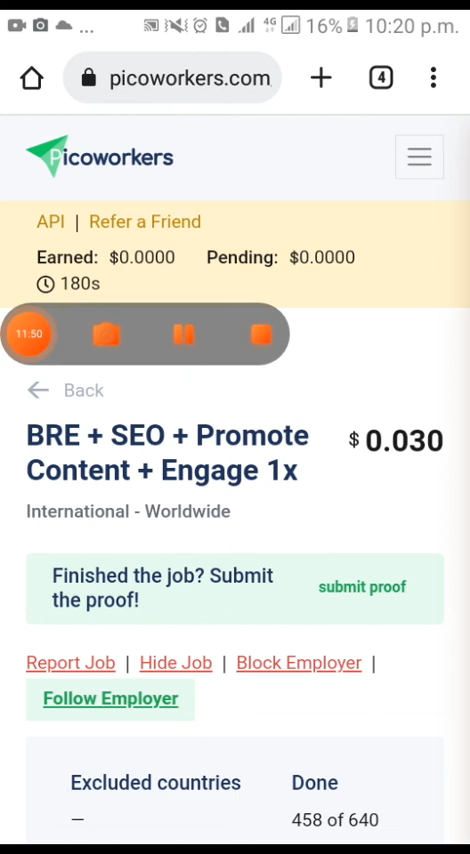 ... 4G 16% 10:20 p.m.
picoworkers.com 4
Picoworkers
API | Refer a Friend
Earned: $0.0000 Pending: $0.0000
180s
11:50
← Back
BRE + SEO + Promote
Content + Engage 1x
$ 0.030
International - Worldwide
Finished the job? Submit
the proof!
submit proof
Report Job | Hide Job | Block Employer |
Follow Employer
Excluded countries Done
— 458 of 640